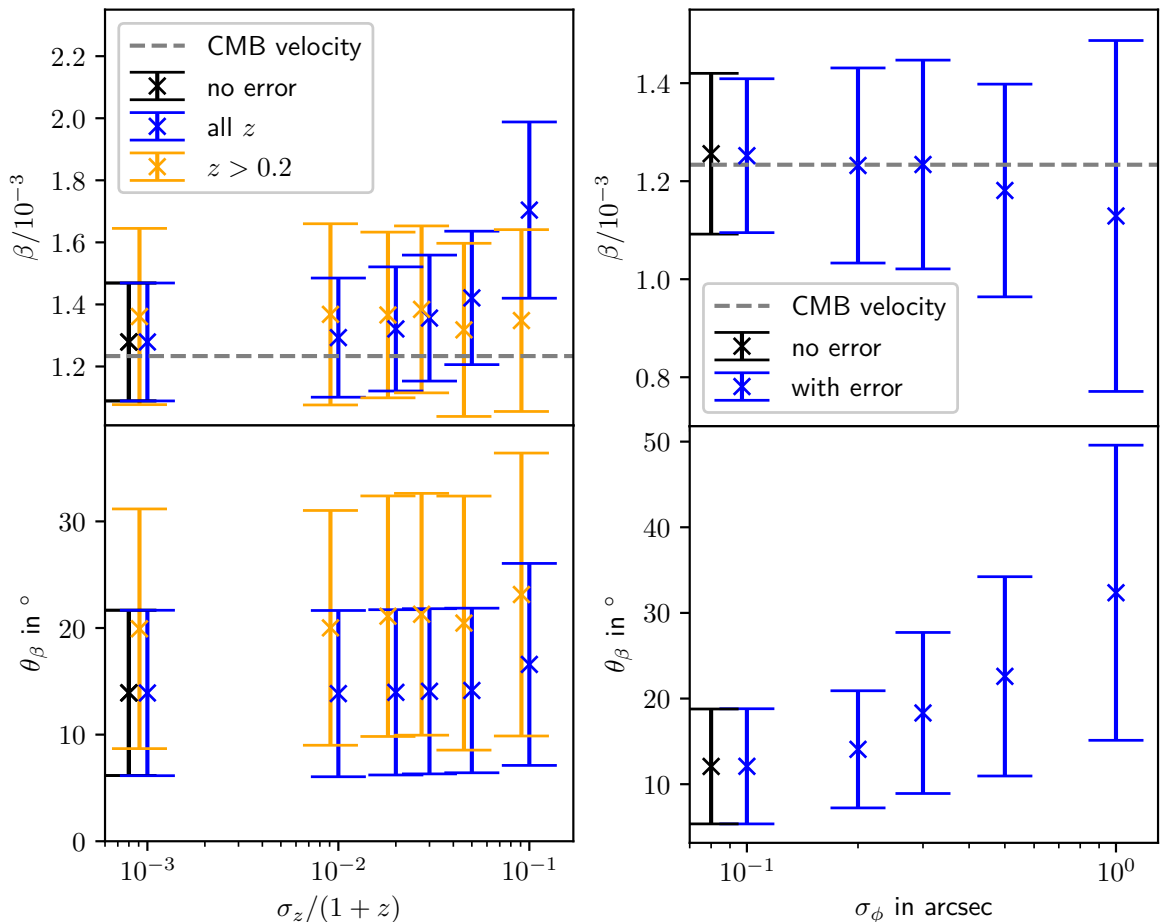 2.2
2.0
1.8
1.6
1.4
1.2
β/10⁻³
CMB velocity
no error
all z
z > 0.2
1.4
1.2
1.0
0.8
β/10⁻³
CMB velocity
no error
with error
30
20
10
0
θ_β in °
10⁻³
10⁻²
10⁻¹
σ_z/(1 + z)
50
40
30
20
10
θ_β in °
10⁻¹
10⁰
σ_ϕ in arcsec